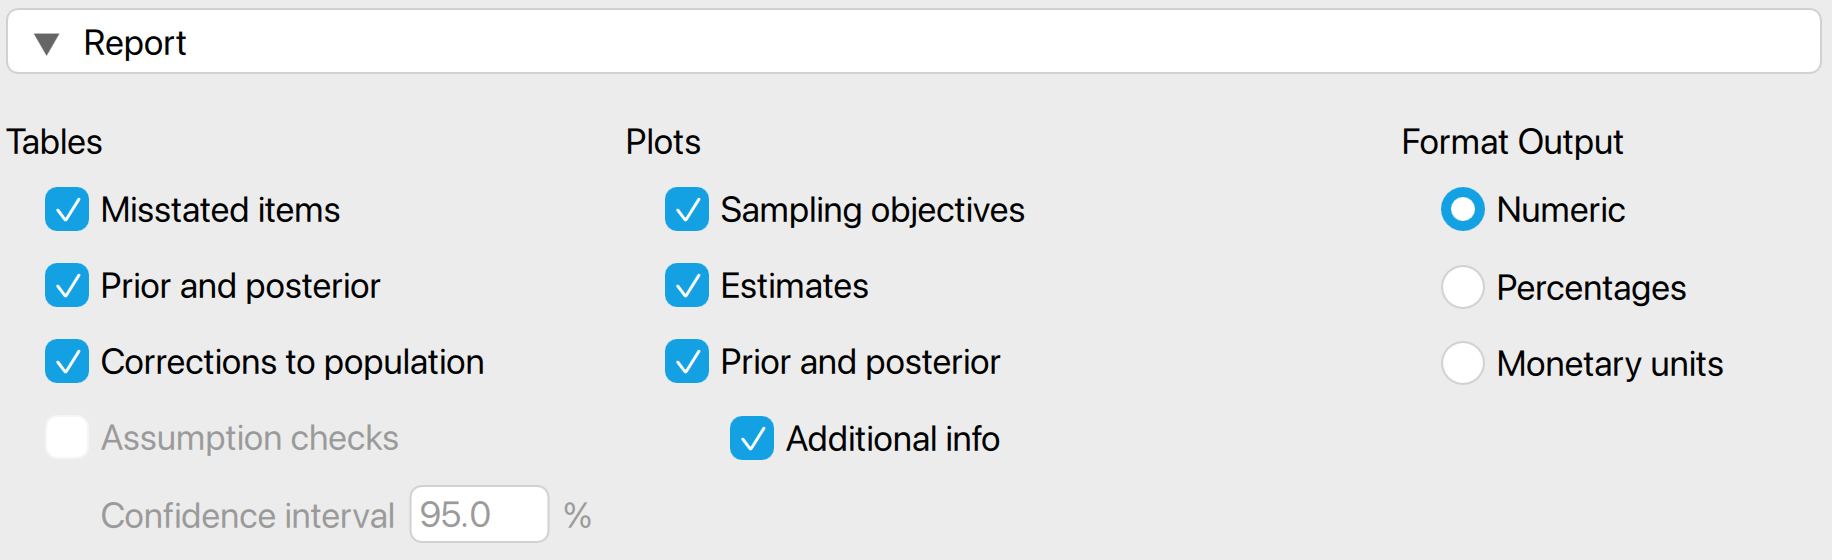 Report
Tables
Misstated items
Prior and posterior
Corrections to population
Assumption checks
Confidence interval 95.0 %
Plots
Sampling objectives
Estimates
Prior and posterior
Additional info
Format Output
Numeric
Percentages
Monetary units